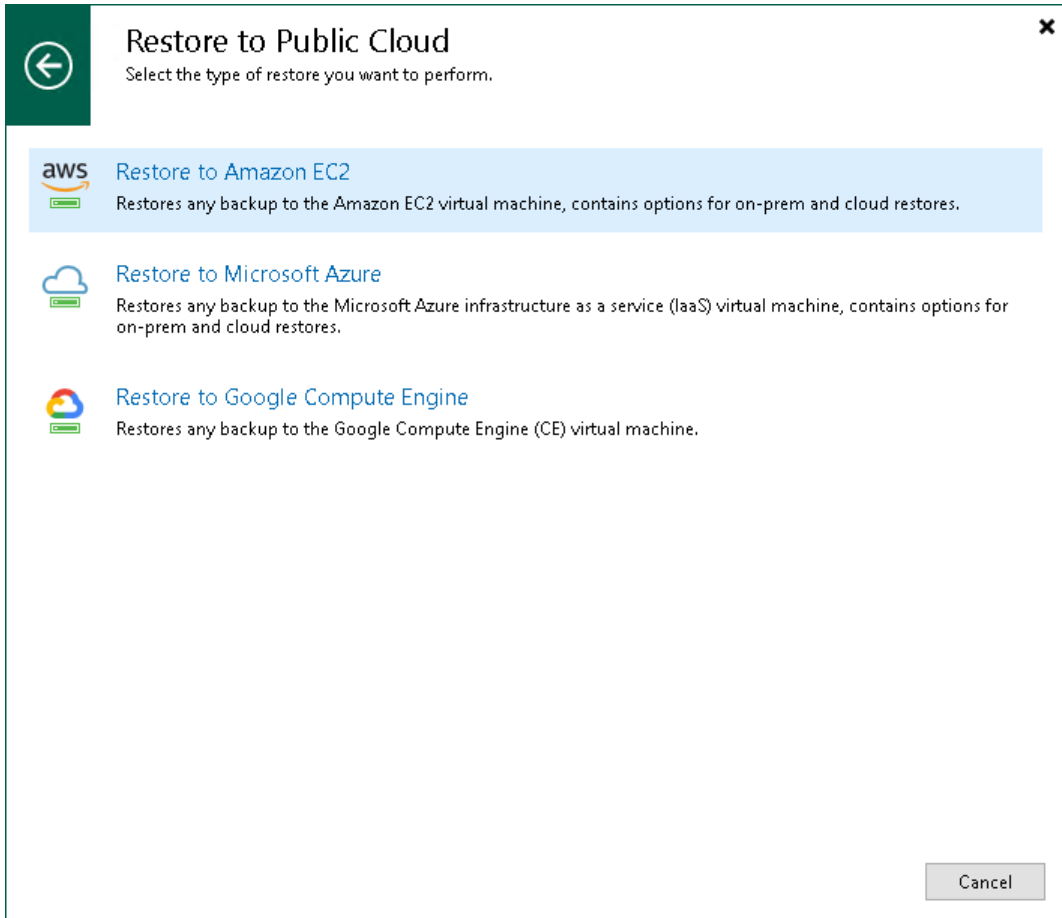 Restore to Public Cloud
Select the type of restore you want to perform.
aws
Restore to Amazon EC2
Restores any backup to the Amazon EC2 virtual machine, contains options for on-prem and cloud restores.
Restore to Microsoft Azure
Restores any backup to the Microsoft Azure infrastructure as a service (IaaS) virtual machine, contains options for
on-prem and cloud restores.
Restore to Google Compute Engine
Restores any backup to the Google Compute Engine (CE) virtual machine.
Cancel